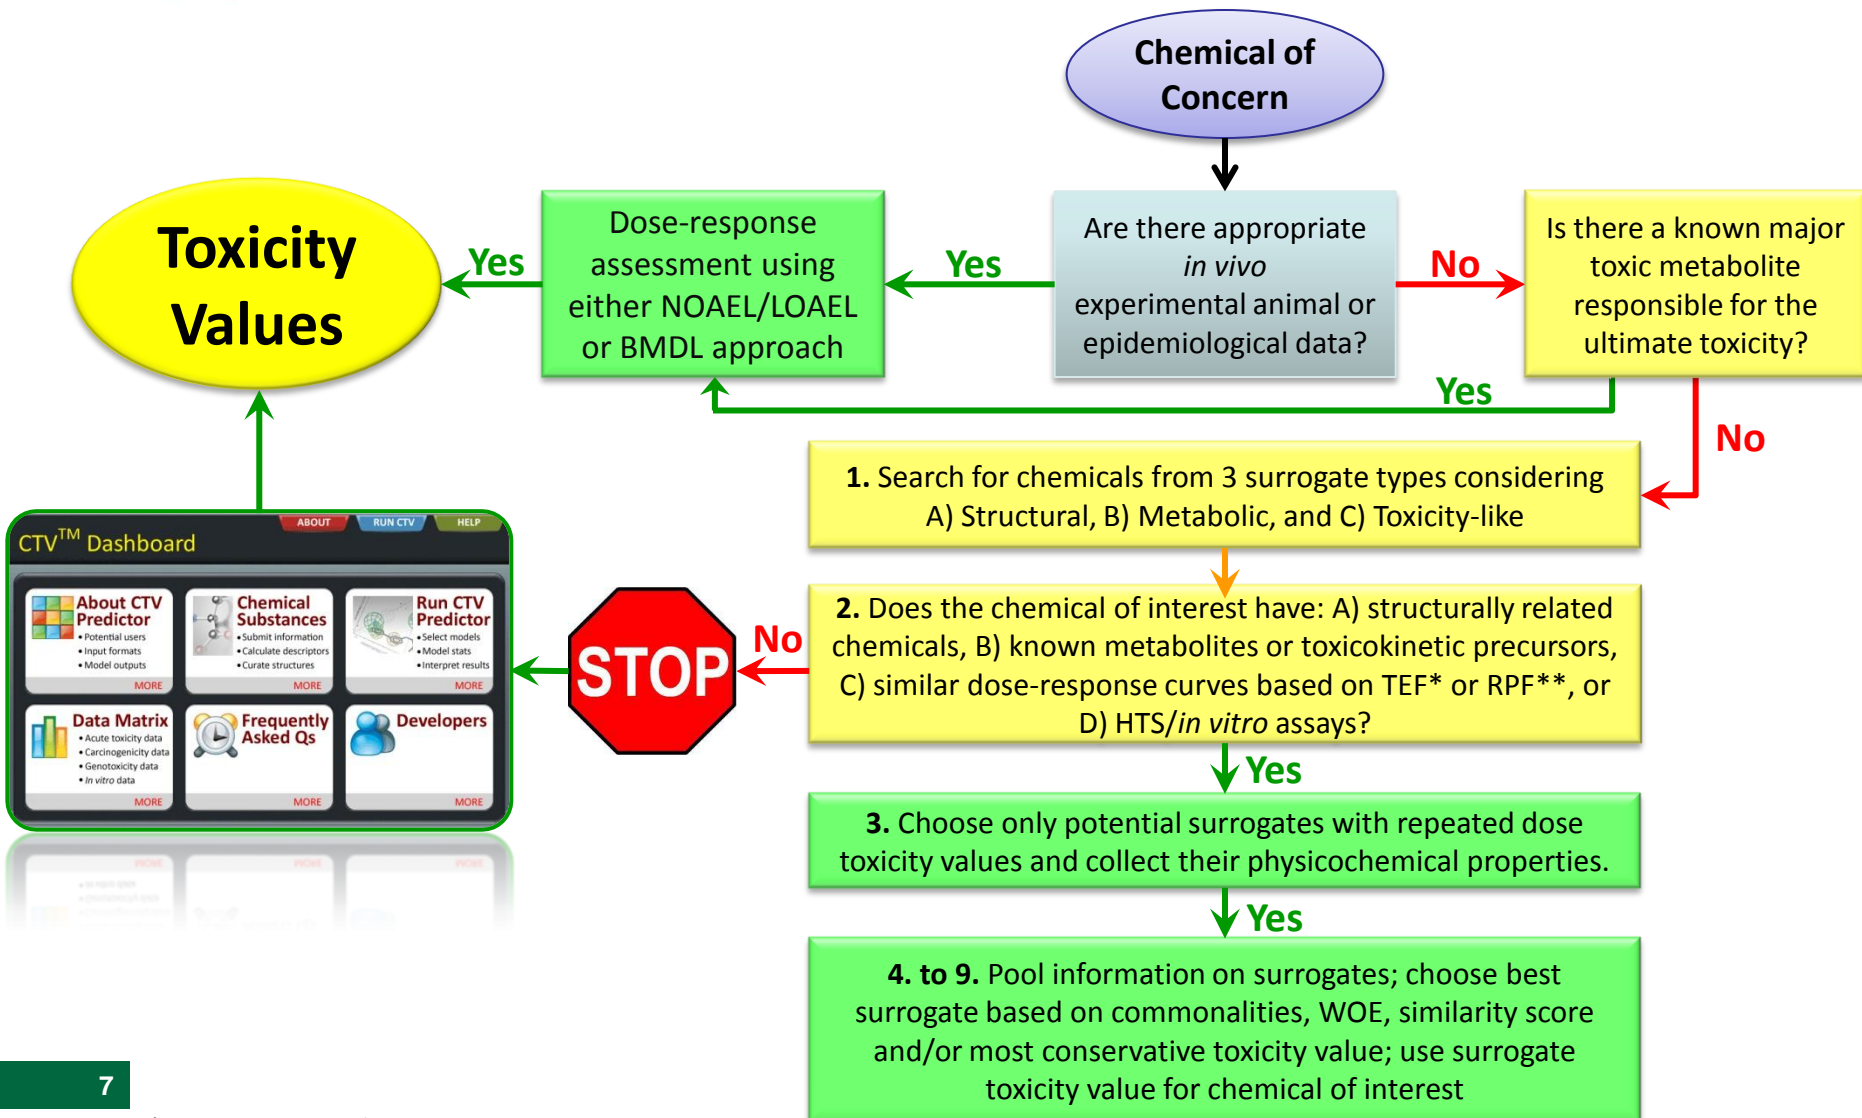 Chemical of
Concern
Toxicity
Values
Yes
Dose-response
assessment using
either NOAEL/LOAEL
or BMDL approach
Yes
Are there appropriate
in vivo
experimental animal or
epidemiological data?
No
Is there a known major
toxic metabolite
responsible for the
ultimate toxicity?
Yes
No
1. Search for chemicals from 3 surrogate types considering
A) Structural, B) Metabolic, and C) Toxicity-like
2. Does the chemical of interest have: A) structurally related
chemicals, B) known metabolites or toxicokinetic precursors,
C) similar dose-response curves based on TEF* or RPF**, or
D) HTS/in vitro assays?
No
STOP
Yes
3. Choose only potential surrogates with repeated dose
toxicity values and collect their physicochemical properties.
Yes
4. to 9. Pool information on surrogates; choose best
surrogate based on commonalities, WOE, similarity score
and/or most conservative toxicity value; use surrogate
toxicity value for chemical of interest
ABOUT
RUN CTV
HELP
CTV™ Dashboard
About CTV
Predictor
• Potential users
• Input formats
• Model outputs
MORE
Chemical
Substances
• Submit information
• Calculate descriptors
• Curate structures
MORE
Run CTV
Predictor
• Select models
• Model stats
• Interpret results
MORE
Data Matrix
• Acute toxicity data
• Carcinogenicity data
• Genotoxicity data
• In vitro data
MORE
Frequently
Asked Qs
MORE
Developers
MORE
7